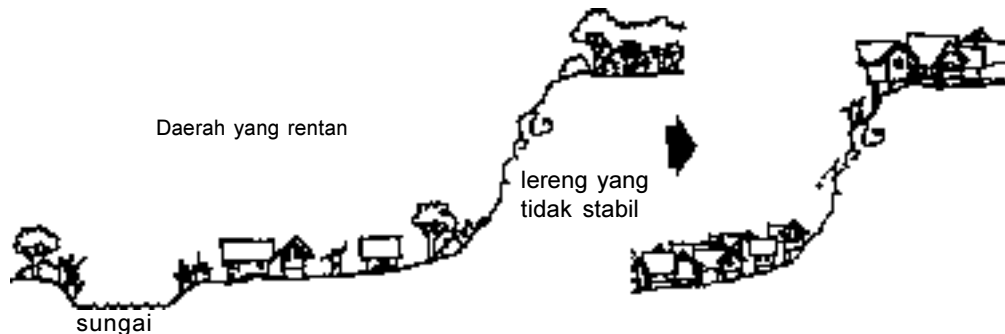 Daerah yang rentan
lereng yang
tidak stabil
sungai